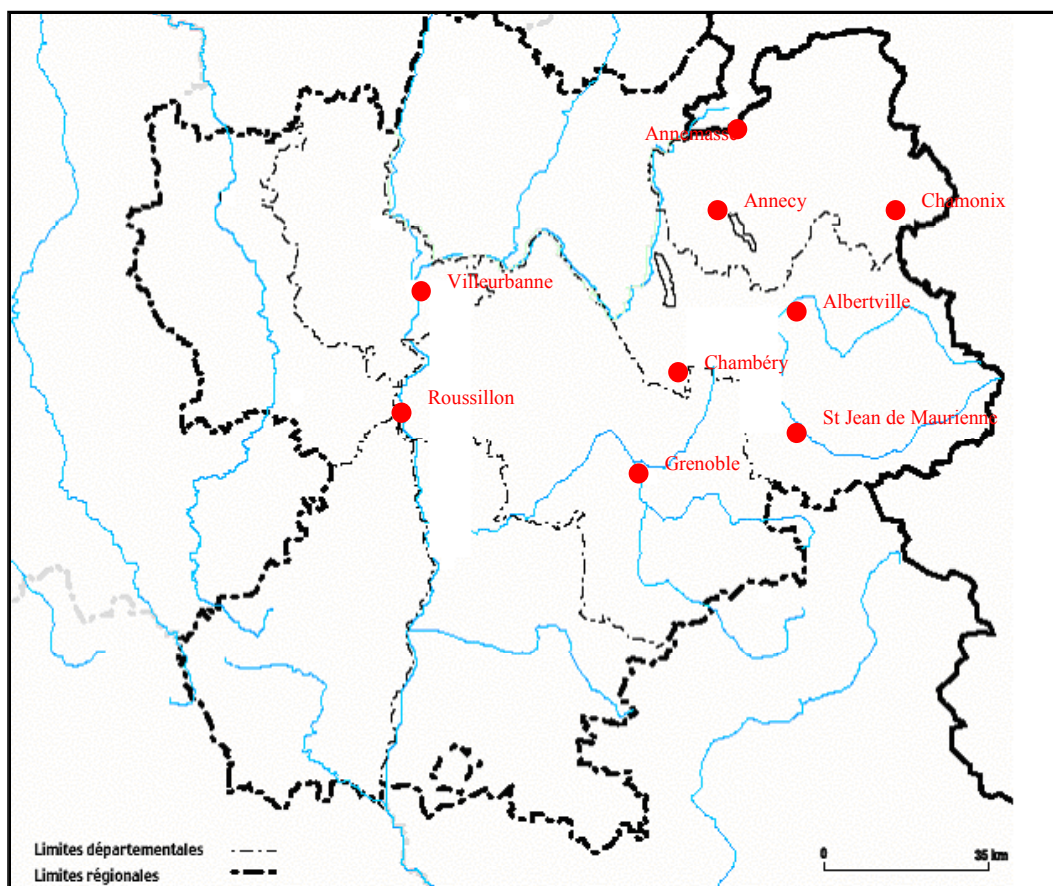 Annemasse
Annecy
Chamonix
Villeurbanne
Albertville
Chambéry
Roussillon
St Jean de Maurienne
Grenoble
Limites départementales
Limites régionales
0
35 km